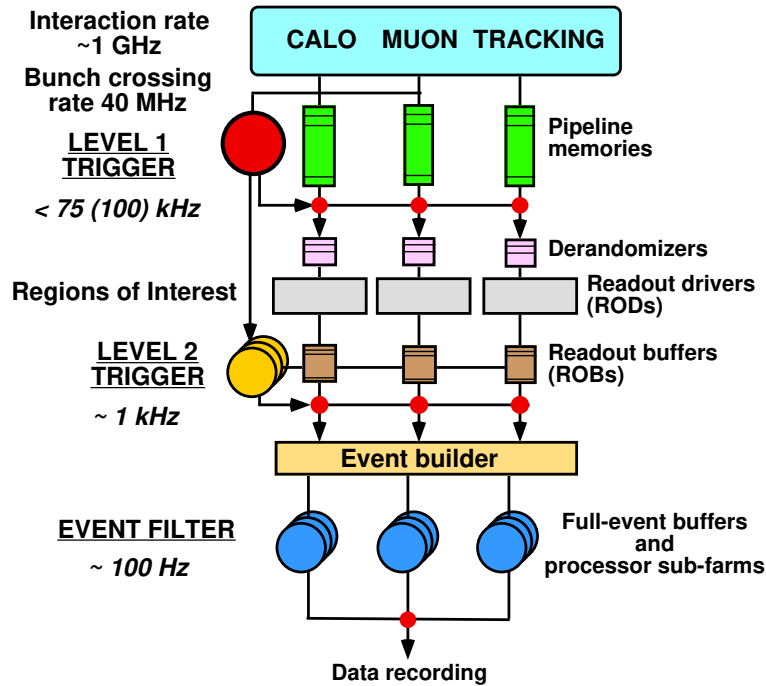 Interaction rate
~1 GHz
CALO MUON TRACKING
Bunch crossing
rate 40 MHz
Pipeline
memories
LEVEL 1
TRIGGER
< 75 (100) kHz
Derandomizers
Regions of Interest
Readout drivers
(RODs)
LEVEL 2
TRIGGER
Readout buffers
(ROBs)
~ 1 kHz
Event builder
EVENT FILTER
~ 100 Hz
Full-event buffers
and
processor sub-farms
Data recording